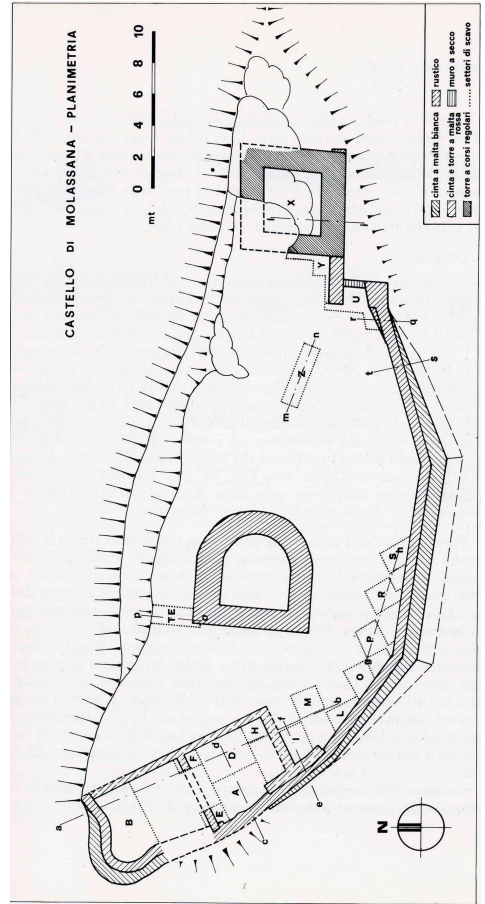 CASTELLO DI MOLASSANA – PLANIMETRIA
mt
0 2 4 6 8 10
cinta a malta bianca
cinta e torre a malta rossa
torre a corsi regolari
rustico
muro a secco
settori di scavo
N
a
B
E
F
d
D
A
H
c
e
I
f
L
M
b
O
g
P
R
S
h
p
TE
o
m
Z
n
X
Y
U
r
q
t
s
5